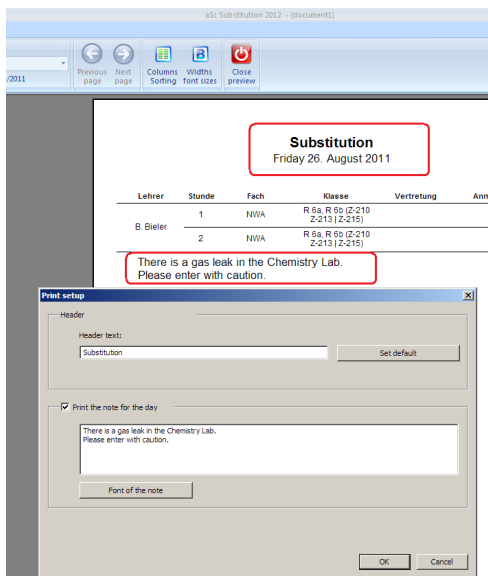 aSc Substitution 2012 - [document1]
/2011
Previous page
Next page
Columns Sorting
Widths font sizes
Close preview
Substitution
Friday 26. August 2011
Lehrer Stunde Fach Klasse Vertretung Anm
B. Bieler
1 NWA R 6a, R 6b (Z-210
Z-213 | Z-215)
2 NWA R 6a, R 6b (Z-210
Z-213 | Z-215)
There is a gas leak in the Chemistry Lab.
Please enter with caution.
Print setup
Header
Header text:
Substitution
Set default
Print the note for the day
There is a gas leak in the Chemistry Lab.
Please enter with caution.
Font of the note
OK Cancel